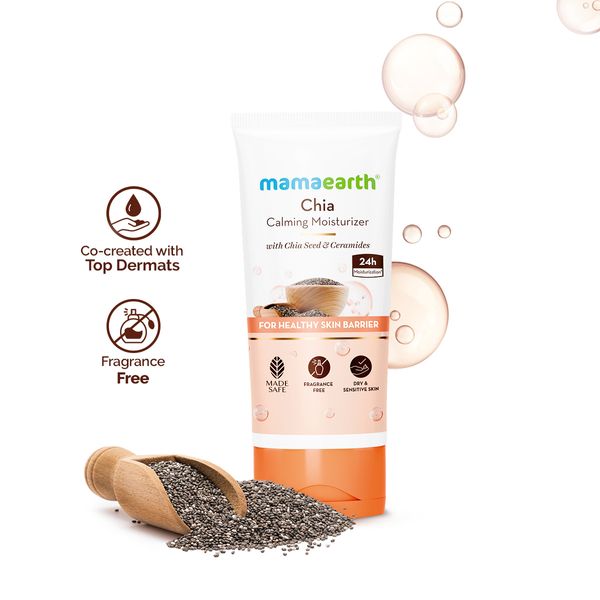 mamaearth®
Chia
Calming Moisturizer
with Chia Seed & Ceramides
24h
Moisturization
FOR HEALTHY SKIN BARRIER
MADE
SAFE
FRAGRANCE
FREE
DRY &
SENSITIVE SKIN
Co-created with
Top Dermats
Fragrance
Free